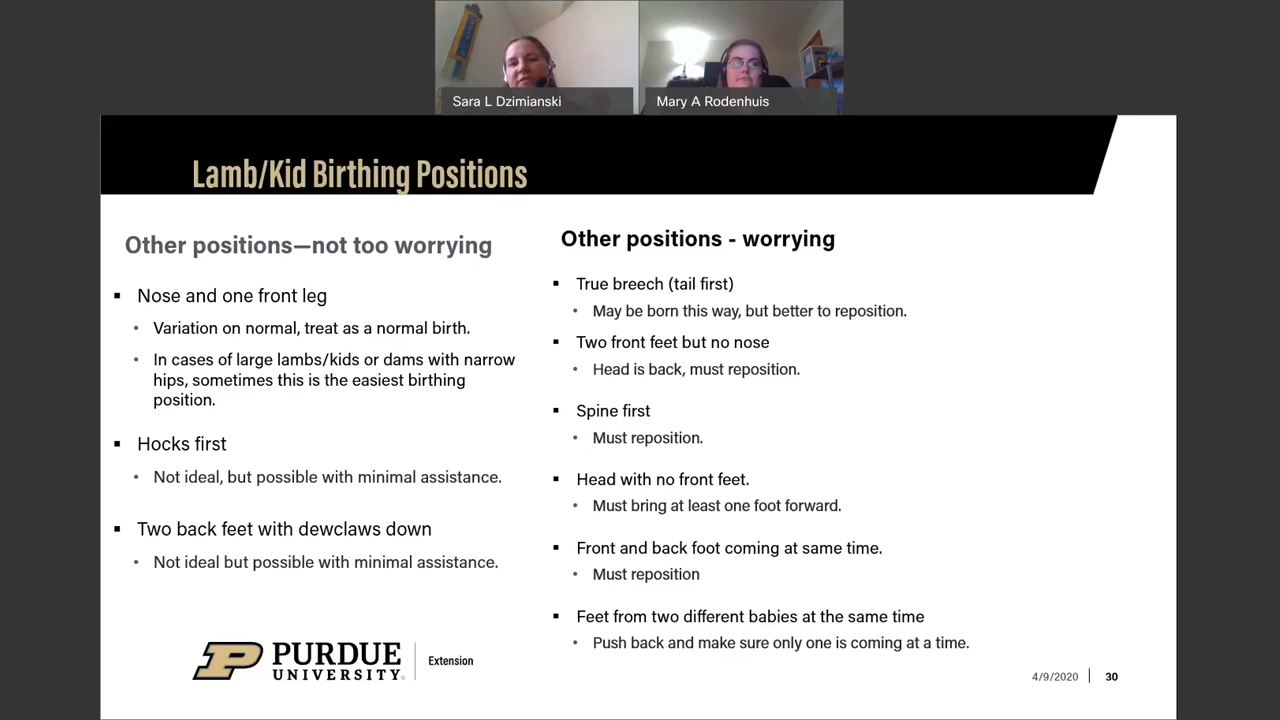 Sara L Dzimianski
Mary A Rodenhuis
Lamb/Kid Birthing Positions
Other positions—not too worrying
▪ Nose and one front leg
• Variation on normal, treat as a normal birth.
• In cases of large lambs/kids or dams with narrow
hips, sometimes this is the easiest birthing
position.
▪ Hocks first
• Not ideal, but possible with minimal assistance.
▪ Two back feet with dewclaws down
• Not ideal but possible with minimal assistance.
Other positions - worrying
▪ True breech (tail first)
• May be born this way, but better to reposition.
▪ Two front feet but no nose
• Head is back, must reposition.
▪ Spine first
• Must reposition.
▪ Head with no front feet.
• Must bring at least one foot forward.
▪ Front and back foot coming at same time.
• Must reposition
▪ Feet from two different babies at the same time
• Push back and make sure only one is coming at a time.
P PURDUE
UNIVERSITY®
Extension
4/9/2020 | 30